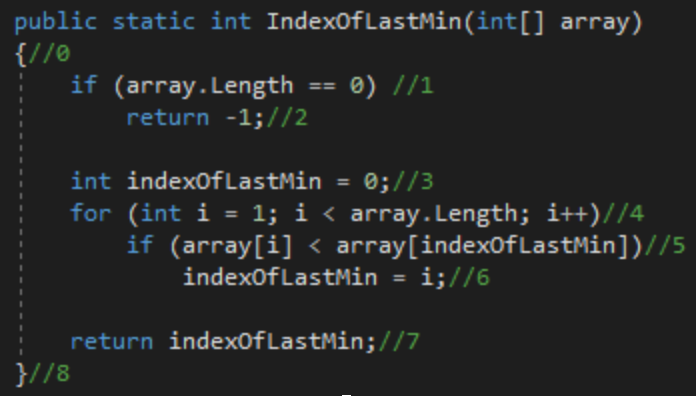 public static int IndexOfLastMin(int[] array)
{//0
if (array.Length == 0) //1
return -1;//2
int indexOfLastMin = 0;//3
for (int i = 1; i < array.Length; i++)//4
if (array[i] < array[indexOfLastMin])//5
indexOfLastMin = i;//6
return indexOfLastMin;//7
}//8